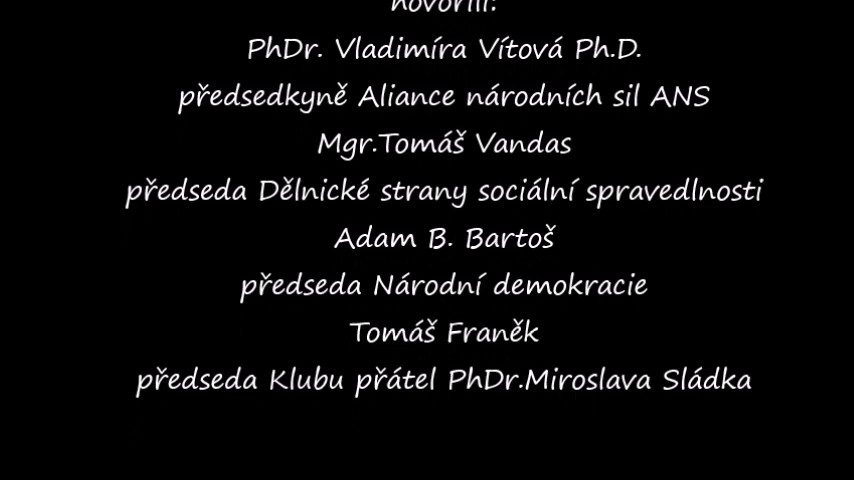 hovořili:
PhDr. Vladimíra Vítová Ph.D.
předsedkyně Aliance národních sil ANS
Mgr.Tomáš Vandas
předseda Dělnické strany sociální spravedlnosti
Adam B. Bartoš
předseda Národní demokracie
Tomáš Franěk
předseda Klubu přátel PhDr.Miroslava Sládka